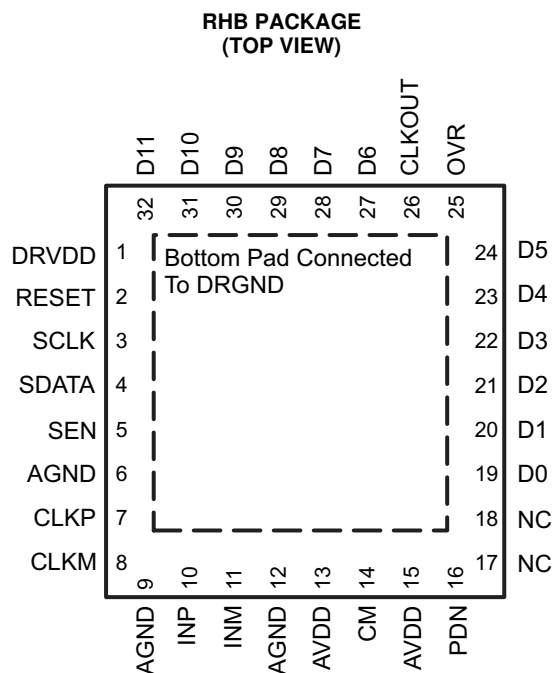 RHB PACKAGE
(TOP VIEW)
D11 D10 D9 D8 D7 D6 CLKOUT OVR
32 31 30 29 28 27 26 25
DRVDD 1 Bottom Pad Connected 24 D5
RESET 2 To DRGND 23 D4
SCLK 3 22 D3
SDATA 4 21 D2
SEN 5 20 D1
AGND 6 19 D0
CLKP 7 18 NC
CLKM 8 17 NC
9 10 11 12 13 14 15 16
AGND INP INM AGND AVDD CM AVDD PDN